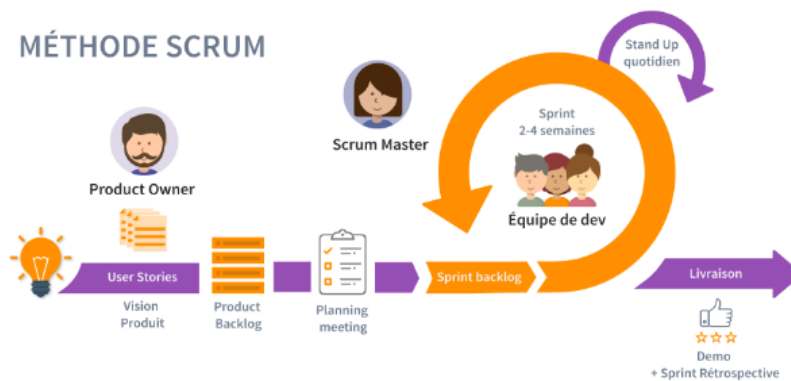 MÉTHODE SCRUM
Stand Up
quotidien
Sprint
2-4 semaines
Scrum Master
Product Owner
Équipe de dev
User Stories
Sprint backlog
Livraison
Vision
Produit
Product
Backlog
Planning
meeting
Demo
+ Sprint Rétrospective